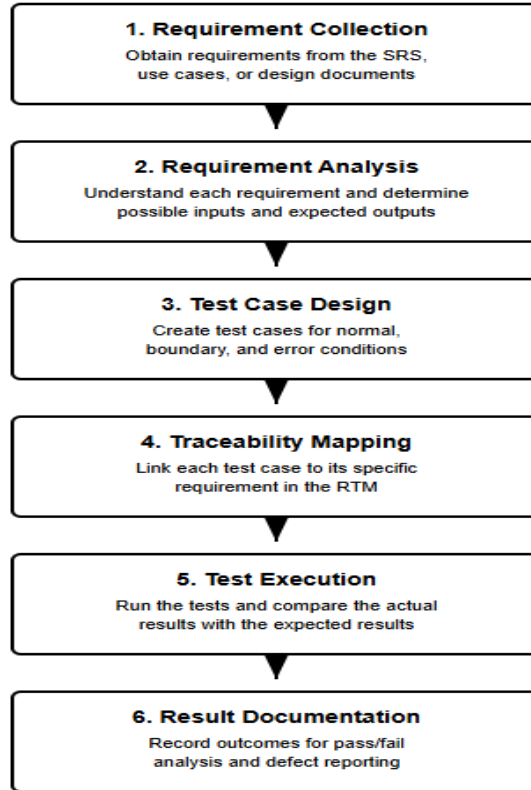 1. Requirement Collection
Obtain requirements from the SRS,
use cases, or design documents
2. Requirement Analysis
Understand each requirement and determine
possible inputs and expected outputs
3. Test Case Design
Create test cases for normal,
boundary, and error conditions
4. Traceability Mapping
Link each test case to its specific
requirement in the RTM
5. Test Execution
Run the tests and compare the actual
results with the expected results
6. Result Documentation
Record outcomes for pass/fail
analysis and defect reporting